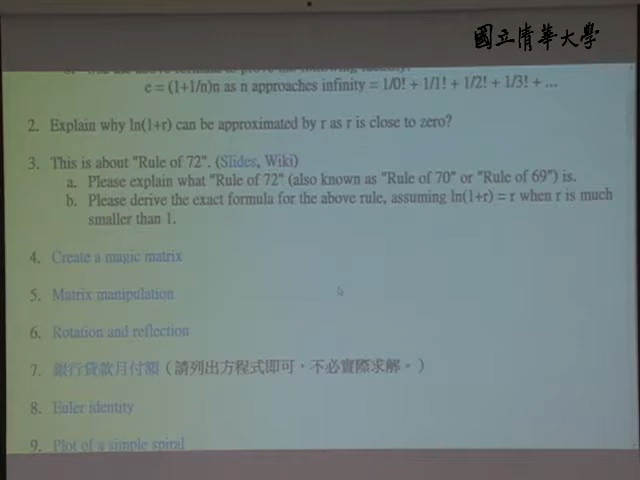 國立清華大學
e = (1+1/n)n as n approaches infinity = 1/0! + 1/1! + 1/2! + 1/3! + ...
2. Explain why ln(1+r) can be approximated by r as r is close to zero?
3. This is about "Rule of 72". (Slides, Wiki)
a. Please explain what "Rule of 72" (also known as "Rule of 70" or "Rule of 69") is.
b. Please derive the exact formula for the above rule, assuming ln(1+r) = r when r is much
smaller than 1.
4. Create a magic matrix
5. Matrix manipulation
6. Rotation and reflection
7. 銀行貸款月付額（請列出方程式即可，不必實際求解。）
8. Euler identity
9. Plot of a simple spiral